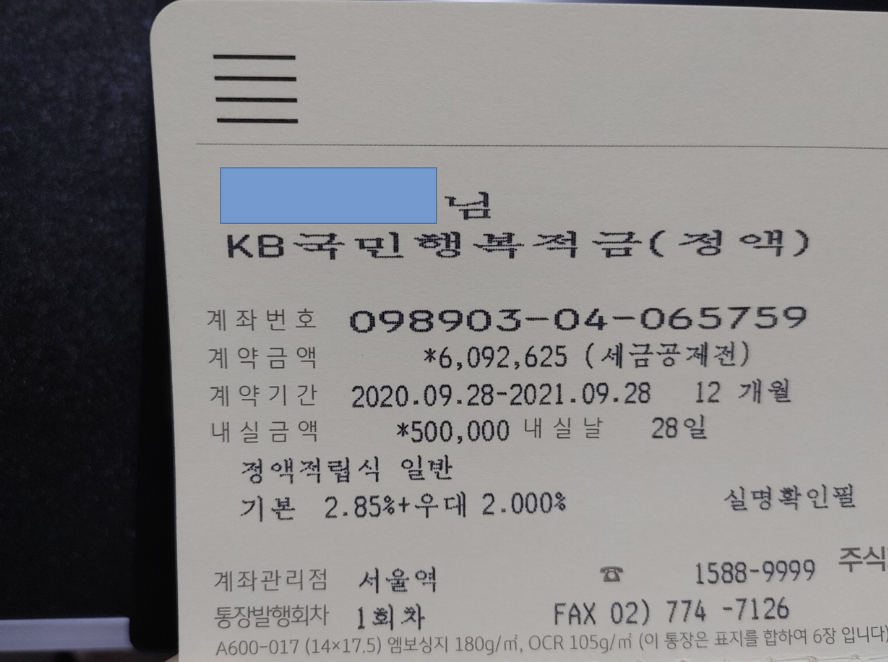 님
KB국민행복적금(정액)
계좌번호 098903-04-065759
계약금액 *6,092,625 (세금공제전)
계약기간 2020.09.28-2021.09.28 12 개월
내실금액 *500,000 내실날 28일
정액적립식 일반
기본 2.85%+우대 2.000%
실명확인필
계좌관리점 서울역 ☎ 1588-9999 주식
통장발행회차 1회차 FAX 02) 774 -7126
A600-017 (14×17.5) 엠보싱지 180g/㎡, OCR 105g/㎡ (이 통장은 표지를 합하여 6장 입니다)